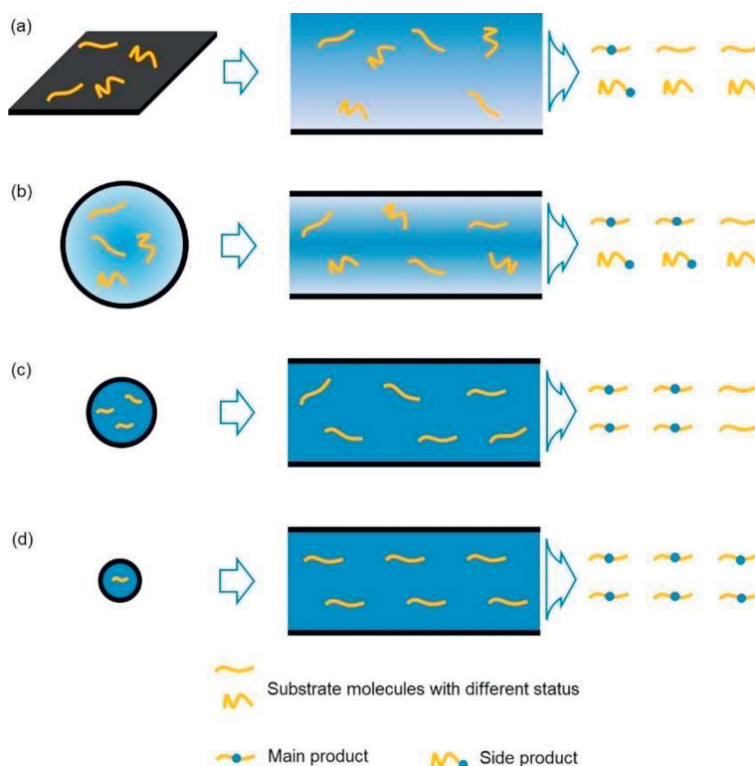 (a)
(b)
(c)
(d)
Substrate molecules with different status
Main product Side product